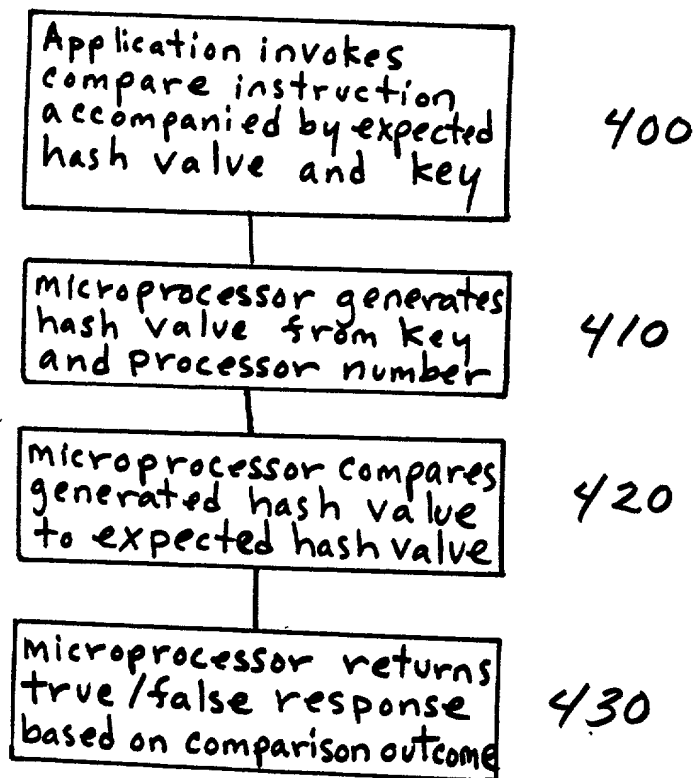 Application invokes
compare instruction
accompanied by expected
hash value and key
400
microprocessor generates
hash value from key
and processor number
410
microprocessor compares
generated hash value
to expected hash value
420
microprocessor returns
true/false response
based on comparison outcome
430